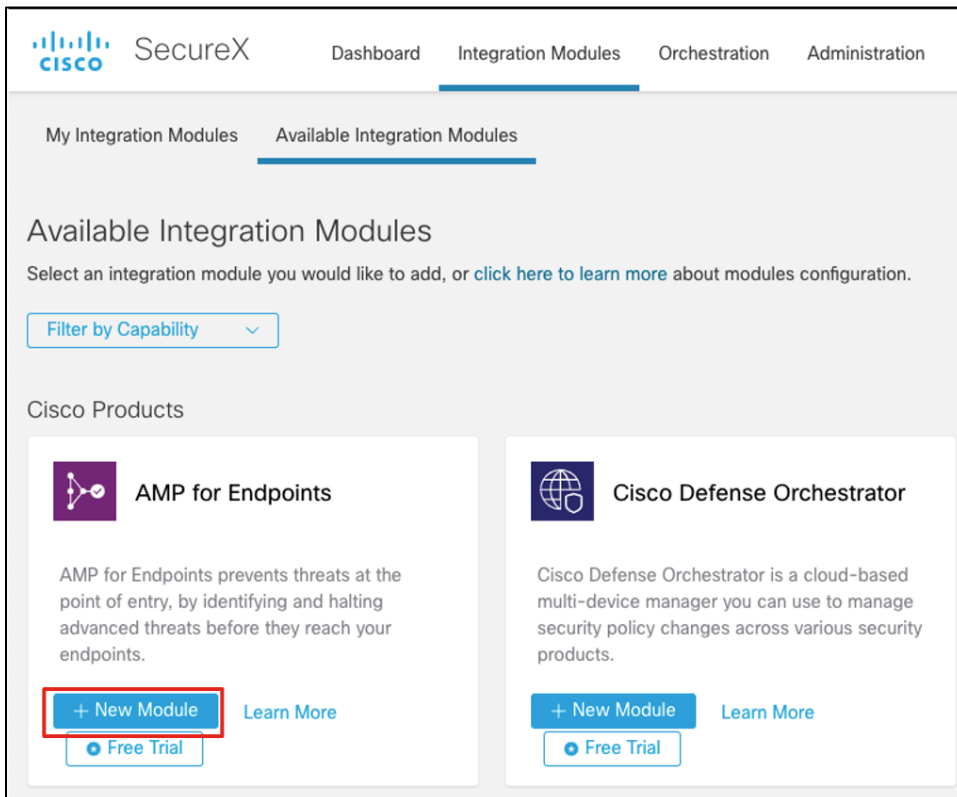 CISCO SecureX Dashboard Integration Modules Orchestration Administration
My Integration Modules Available Integration Modules
Available Integration Modules
Select an integration module you would like to add, or click here to learn more about modules configuration.
Filter by Capability
Cisco Products
AMP for Endpoints
AMP for Endpoints prevents threats at the
point of entry, by identifying and halting
advanced threats before they reach your
endpoints.
+ New Module Learn More
Free Trial
Cisco Defense Orchestrator
Cisco Defense Orchestrator is a cloud-based
multi-device manager you can use to manage
security policy changes across various security
products.
+ New Module Learn More
Free Trial